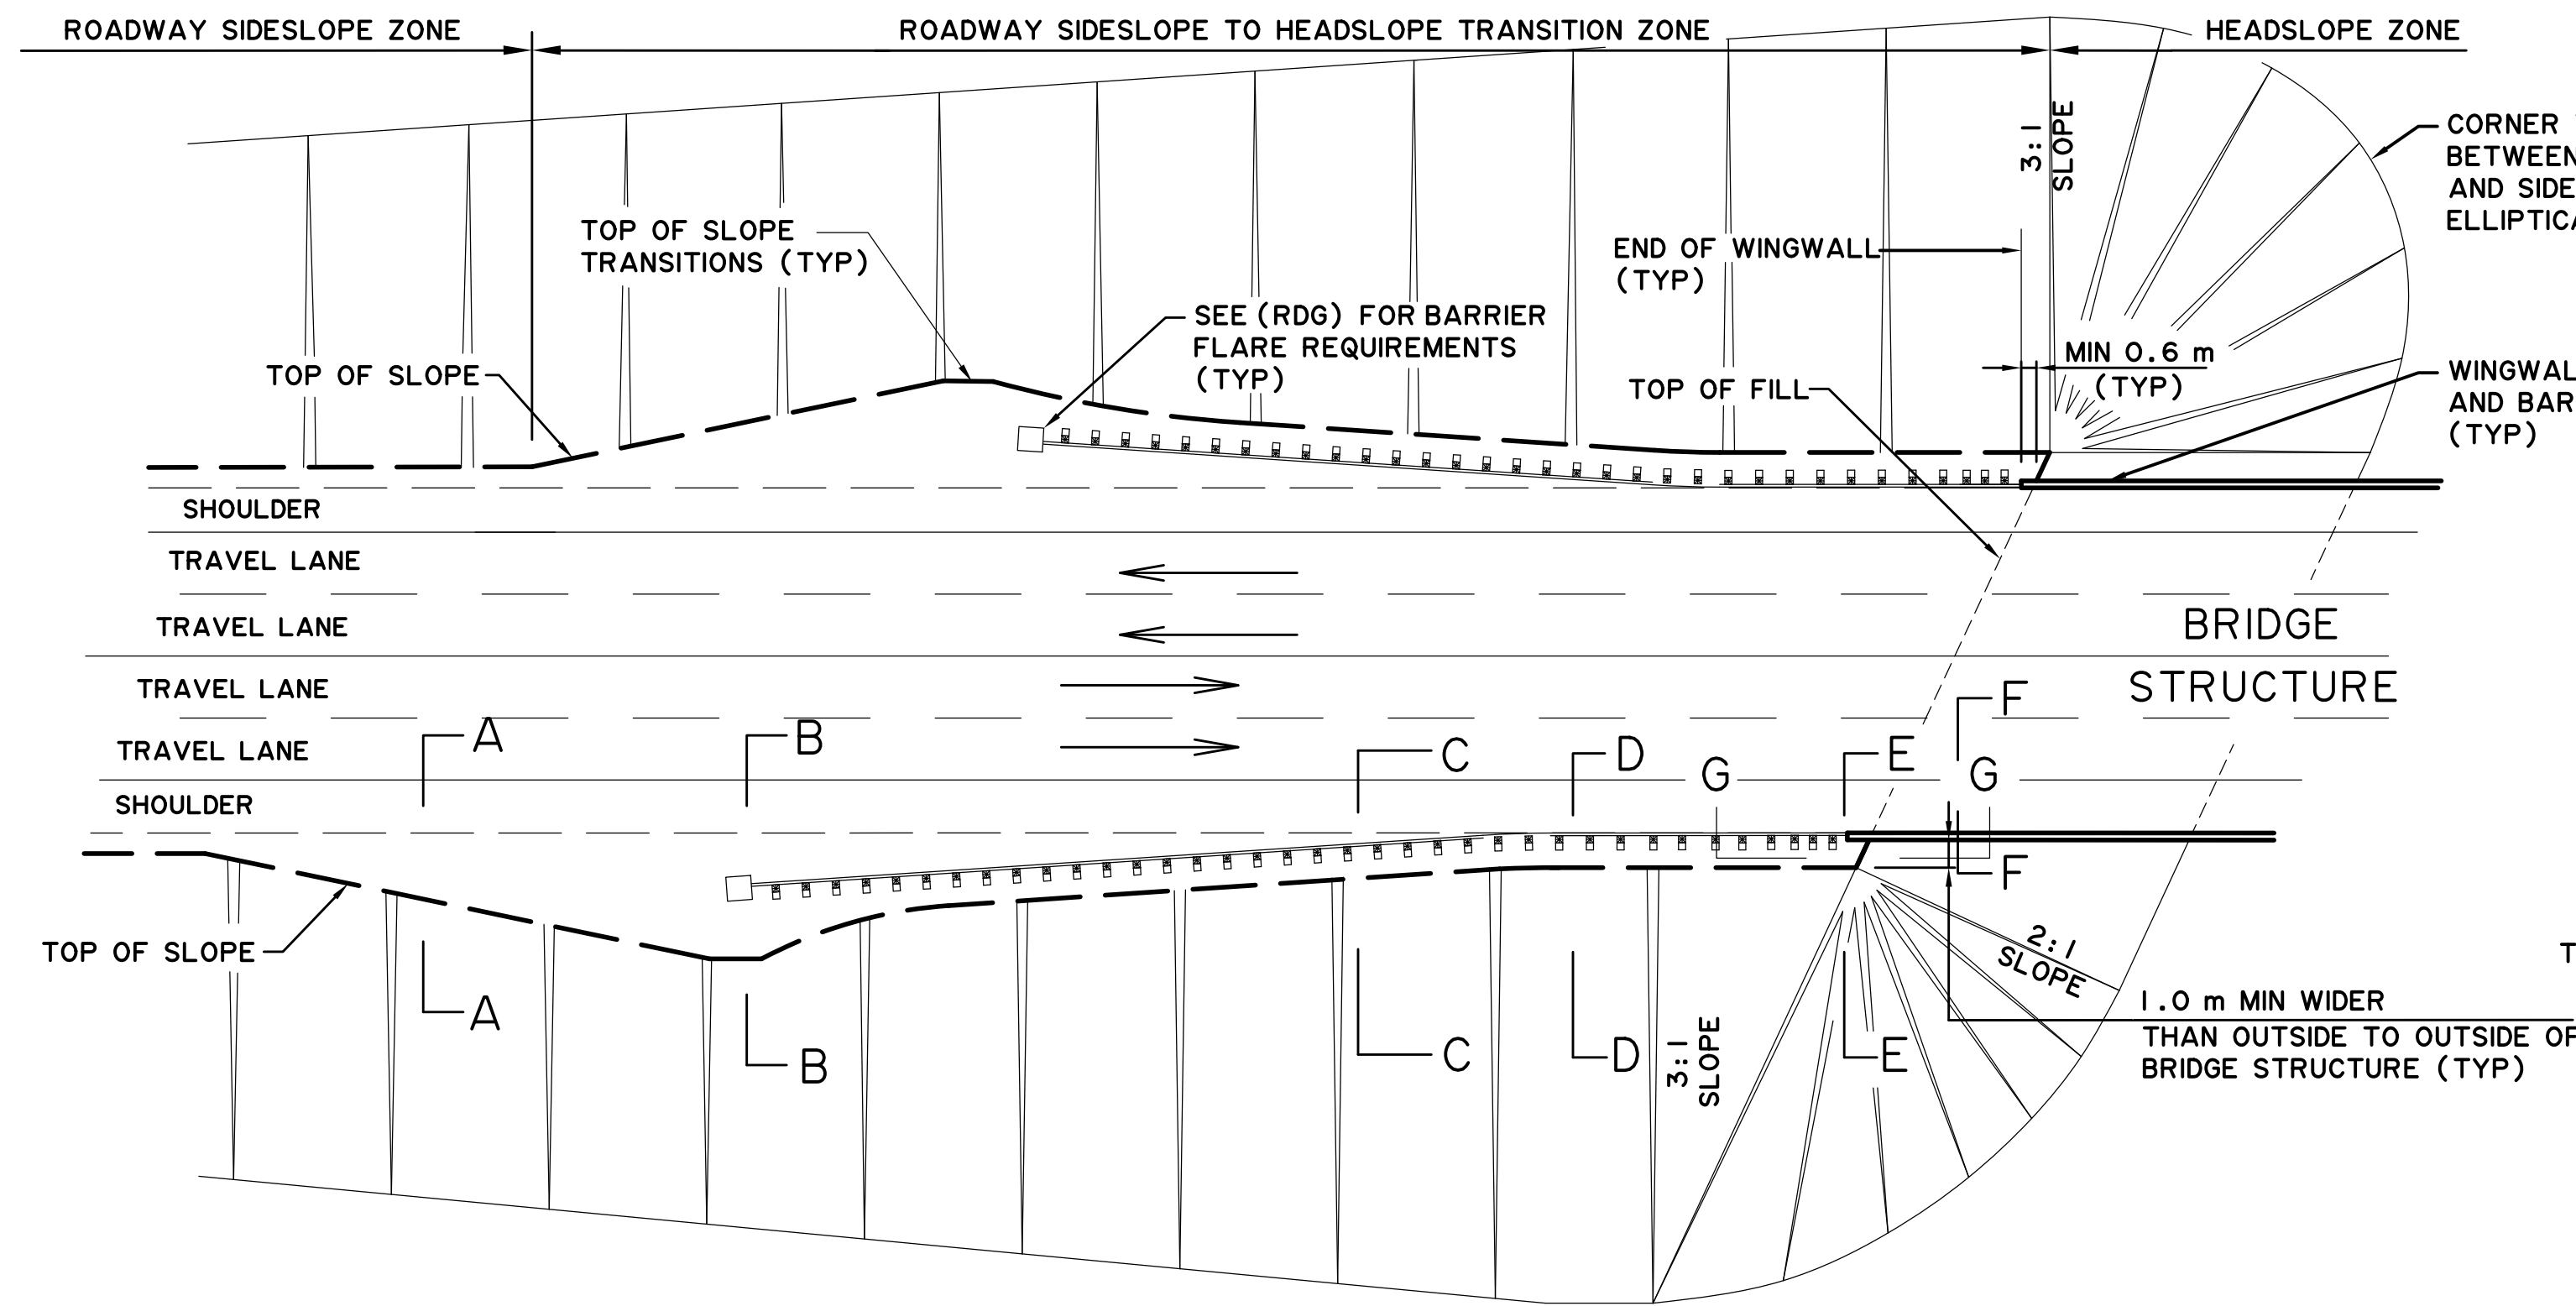 ROADWAY SIDESLOPE ZONE
ROADWAY SIDESLOPE TO HEADSLOPE TRANSITION ZONE
HEADSLOPE ZONE
3:1
SLOPE
CORNER
BETWEEN
AND SIDE
ELLIPTICA
TOP OF SLOPE
TRANSITIONS (TYP)
END OF WINGWALL
(TYP)
SEE (RDG) FOR BARRIER
FLARE REQUIREMENTS
(TYP)
MIN 0.6 m
(TYP)
TOP OF SLOPE
TOP OF FILL
WINGWAL
AND BAR
(TYP)
SHOULDER
TRAVEL LANE
TRAVEL LANE
BRIDGE
TRAVEL LANE
STRUCTURE
TRAVEL LANE
A
B
C
D
G
E
F
G
SHOULDER
F
TOP OF SLOPE
2:1
SLOPE
T
A
B
C
D
3:1
SLOPE
E
1.0 m MIN WIDER
THAN OUTSIDE TO OUTSIDE OF
BRIDGE STRUCTURE (TYP)